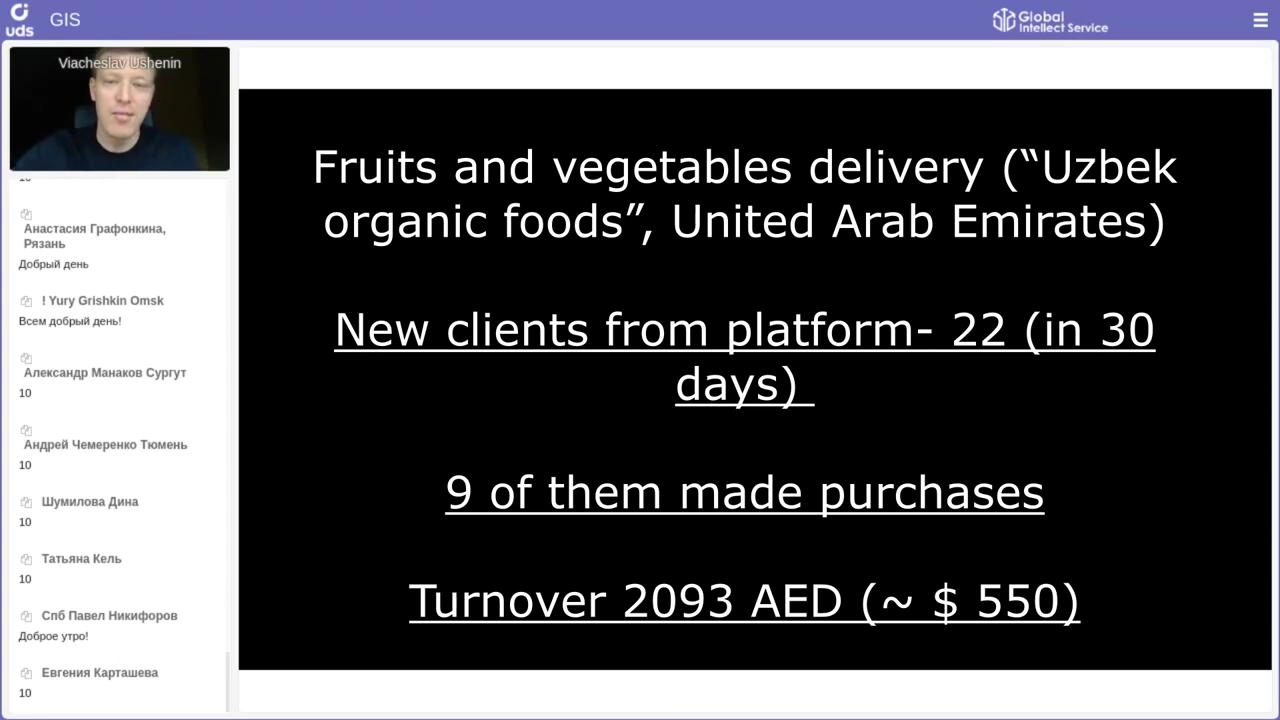 uds
GIS
Global
Intellect Service
Viacheslav Ushenin
Анастасия Графонкина,
Рязань
Добрый день
! Yury Grishkin Omsk
Всем добрый день!
Александр Манаков Сургут
10
Андрей Чемеренко Тюмень
10
Шумилова Дина
10
Татьяна Кель
10
Спб Павел Никифоров
Доброе утро!
Евгения Карташева
10
Fruits and vegetables delivery (“Uzbek
organic foods”, United Arab Emirates)
New clients from platform- 22 (in 30
days)
9 of them made purchases
Turnover 2093 AED (~ $ 550)